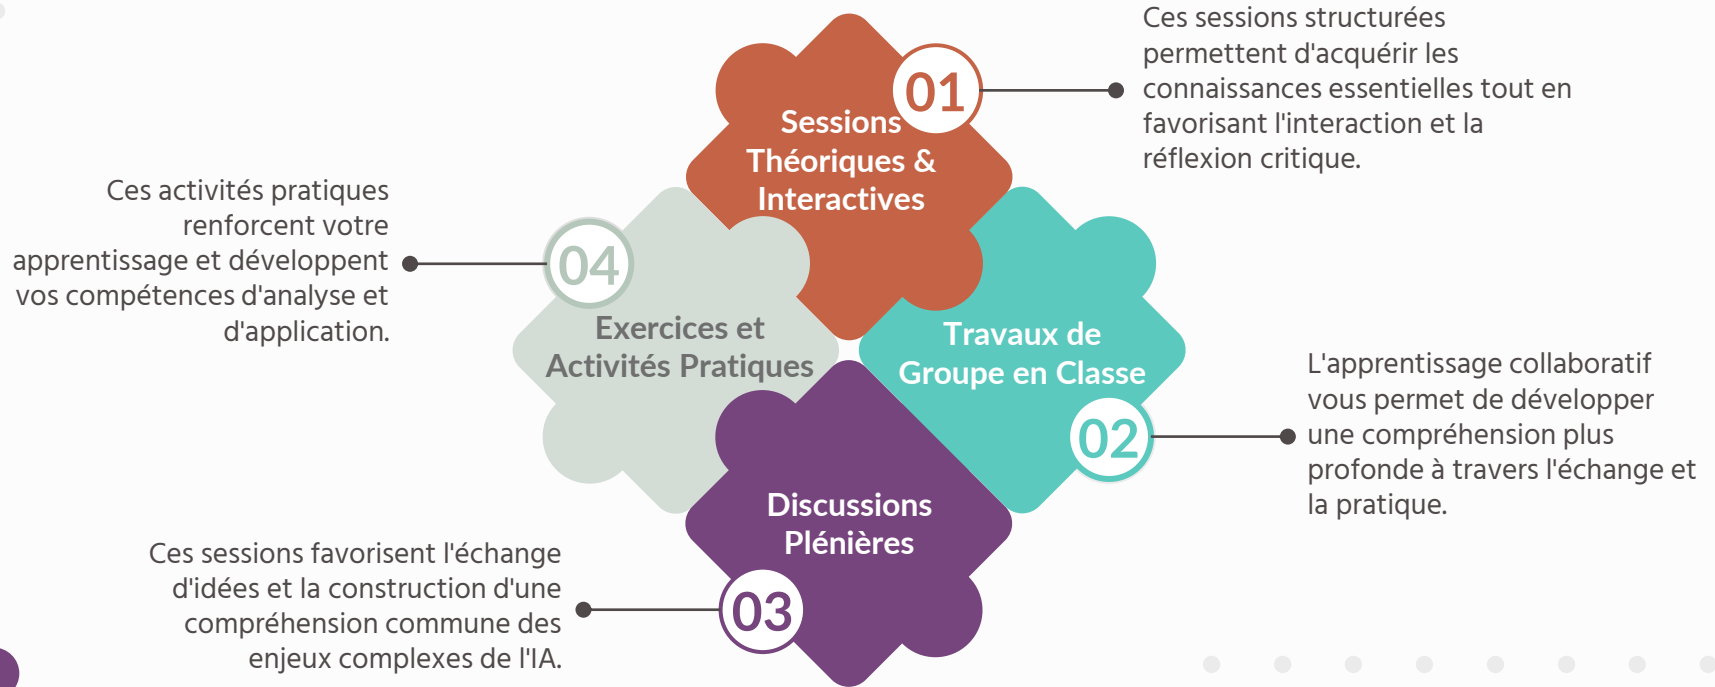 01
Sessions
Théoriques &
Interactives
Ces sessions structurées
permettent d'acquérir les
connaissances essentielles tout en
favorisant l'interaction et la
réflexion critique.
02
Travaux de
Groupe en Classe
L'apprentissage collaboratif
vous permet de développer
une compréhension plus
profonde à travers l'échange et
la pratique.
03
Discussions
Plénières
Ces sessions favorisent l'échange
d'idées et la construction d'une
compréhension commune des
enjeux complexes de l'IA.
04
Exercices et
Activités Pratiques
Ces activités pratiques
renforcent votre
apprentissage et développent
vos compétences d'analyse et
d'application.